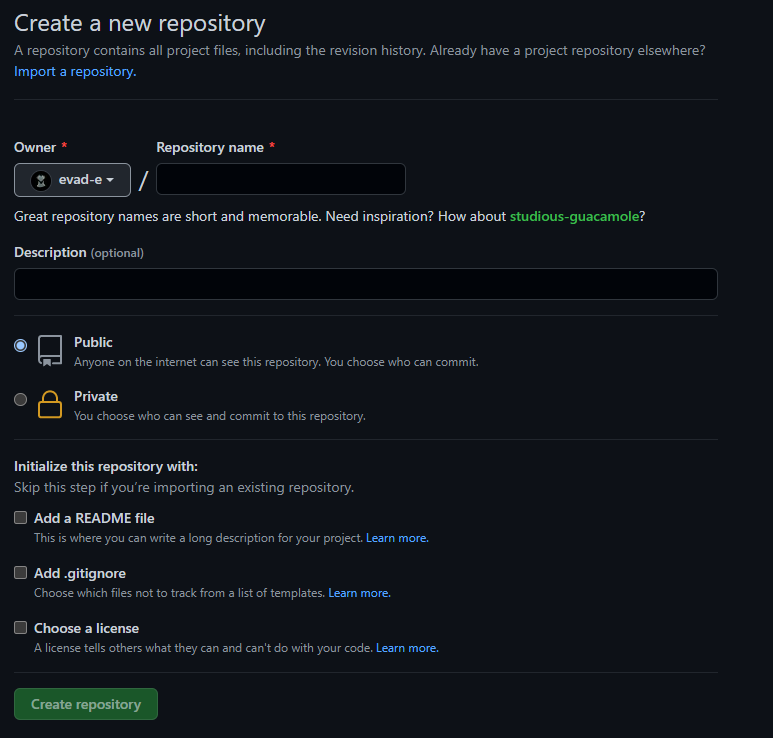 Create a new repository
A repository contains all project files, including the revision history. Already have a project repository elsewhere?
Import a repository.
Owner * Repository name *
evad-e /
Great repository names are short and memorable. Need inspiration? How about studious-guacamole?
Description (optional)
Public
Anyone on the internet can see this repository. You choose who can commit.
Private
You choose who can see and commit to this repository.
Initialize this repository with:
Skip this step if you’re importing an existing repository.
Add a README file
This is where you can write a long description for your project. Learn more.
Add .gitignore
Choose which files not to track from a list of templates. Learn more.
Choose a license
A license tells others what they can and can't do with your code. Learn more.
Create repository